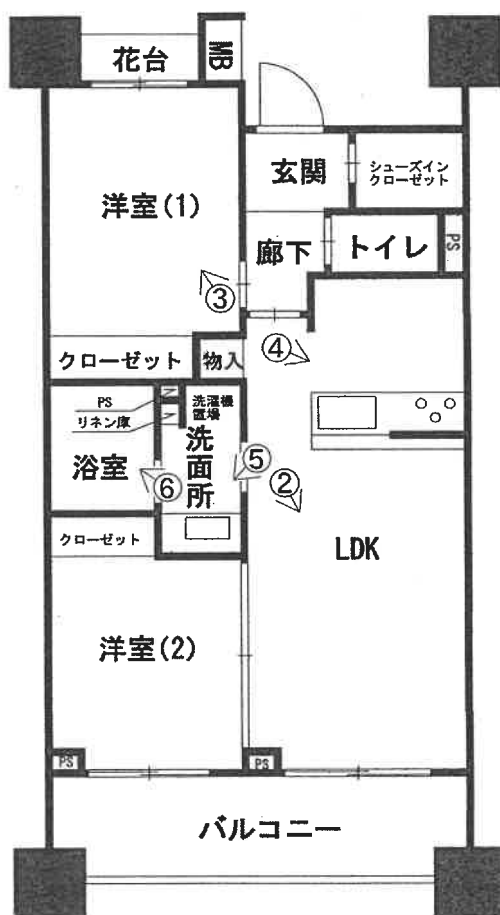 花台
MB
玄関
シューズイン
クローゼット
洋室(1)
廊下
トイレ
PS
③
④
クローゼット
物入
PS
リネン庫
洗濯機
置場
洗面所
浴室
⑥
⑤
②
クローゼット
LDK
洋室(2)
PS
PS
バルコニー